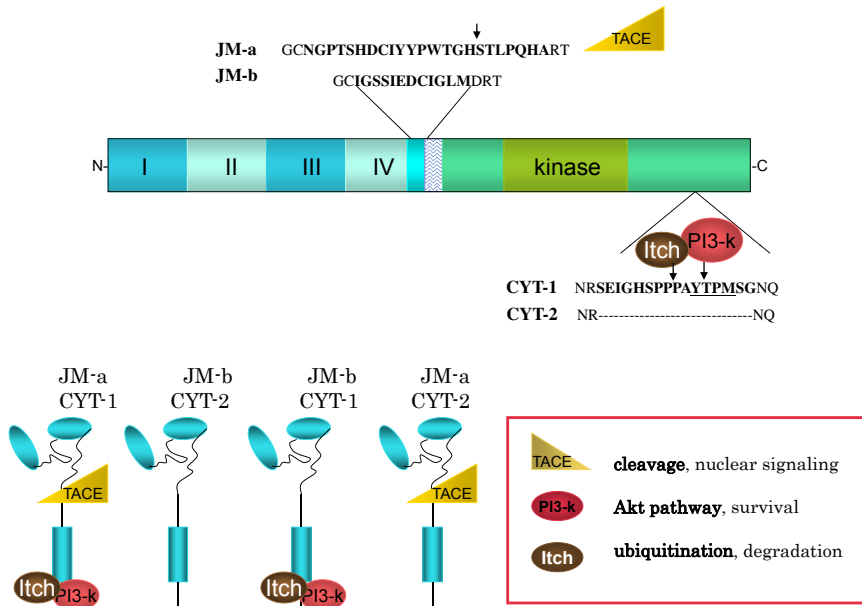 JM-a GCNGPTSHDCIYYPWTGHSTLPQHART TACE
JM-b GCIGSSIEDCIGLMDRT
N- I II III IV kinase -C
Itch PI3-k
CYT-1 NRSEIGHSPPPAYTPMSGNQ
CYT-2 NR-----------------------------NQ
JM-a JM-b JM-b JM-a
CYT-1 CYT-2 CYT-1 CYT-2
TACE cleavage, nuclear signaling
TACE TACE
PI3-k Akt pathway, survival
Itch ubiquitination, degradation
Itch PI3-k Itch PI3-k